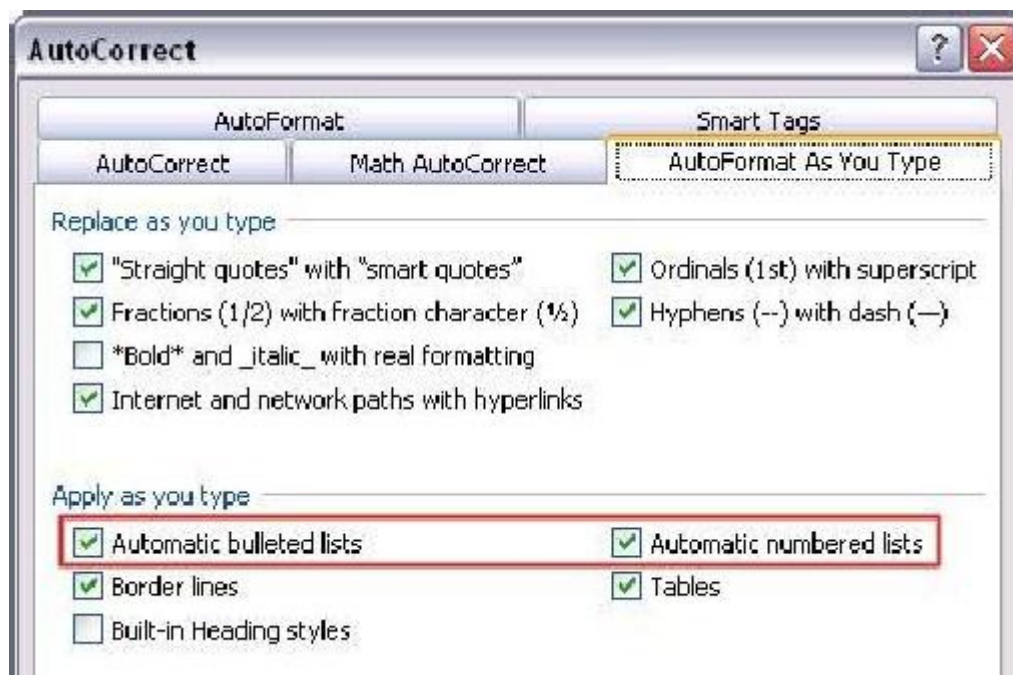 AutoCorrect ?
AutoFormat Smart Tags
AutoCorrect Math AutoCorrect AutoFormat As You Type
Replace as you type
"Straight quotes" with “smart quotes” Ordinals (1st) with superscript
Fractions (1/2) with fraction character (½) Hyphens (--) with dash (—)
*Bold* and _italic_ with real formatting
Internet and network paths with hyperlinks
Apply as you type
Automatic bulleted lists Automatic numbered lists
Border lines Tables
Built-in Heading styles